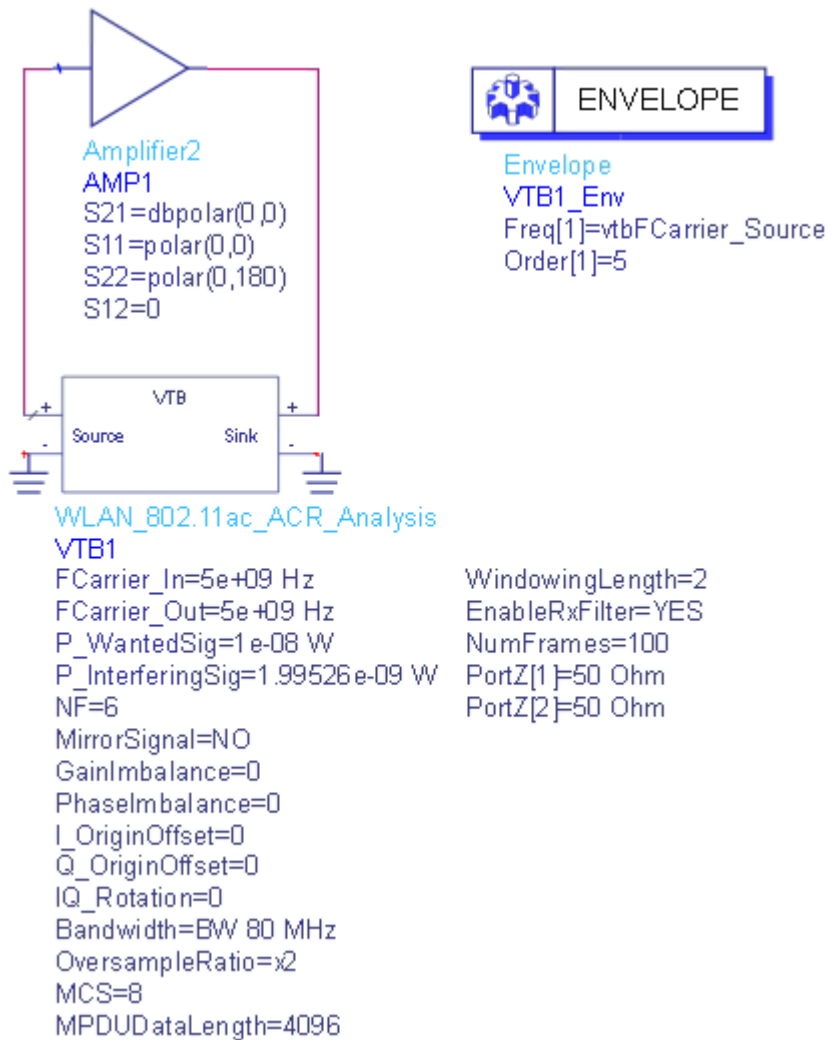 ENVELOPE
Amplifier2
AMP1
S21=dbpolar(0,0)
S11=polar(0,0)
S22=polar(0,180)
S12=0
Envelope
VTB1_Env
Freq[1]=vtbFCarrier_Source
Order[1]=5
VTB
+ +
Source Sink
- -
WLAN_802.11ac_ACR_Analysis
VTB1
FCarrier_In=5e+09 Hz
FCarrier_Out=5e+09 Hz
P_WantedSig=1e-08 W
P_InterferingSig=1.99526e-09 W
NF=6
MirrorSignal=NO
GainImbalance=0
PhaseImbalance=0
I_OriginOffset=0
Q_OriginOffset=0
IQ_Rotation=0
Bandwidth=BW 80 MHz
OversampleRatio=x2
MCS=8
MPDUDataLength=4096
WindowingLength=2
EnableRxFilter=YES
NumFrames=100
PortZ[1]=50 Ohm
PortZ[2]=50 Ohm